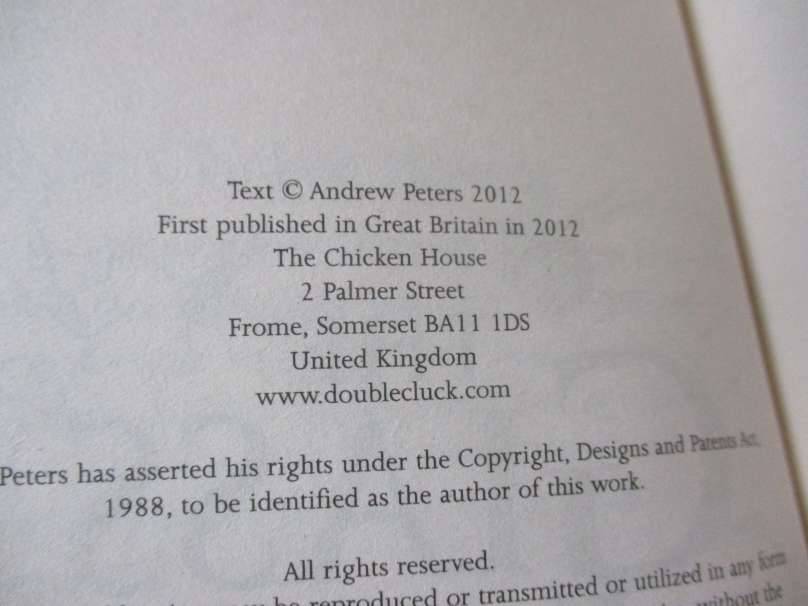 Text © Andrew Peters 2012
First published in Great Britain in 2012
The Chicken House
2 Palmer Street
Frome, Somerset BA11 1DS
United Kingdom
www.doublecluck.com
Peters has asserted his rights under the Copyright, Designs and Patents Act,
1988, to be identified as the author of this work.
All rights reserved.
be reproduced or transmitted or utilized in any form
without the